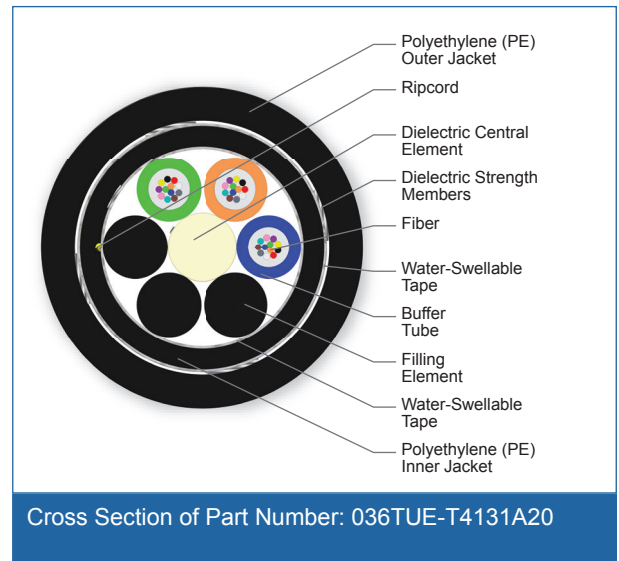 Polyethylene (PE)
Outer Jacket
Ripcord
Dielectric Central
Element
Dielectric Strength
Members
Fiber
Water-Swellable
Tape
Buffer
Tube
Filling
Element
Water-Swellable
Tape
Polyethylene (PE)
Inner Jacket
Cross Section of Part Number: 036TUE-T4131A20